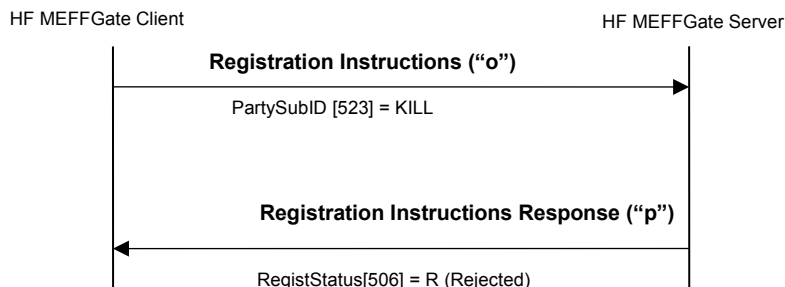 HF MEFFGate Client
HF MEFFGate Server
Registration Instructions (“o”)
PartySubID [523] = KILL
Registration Instructions Response (“p”)
RegistStatus[506] = R (Rejected)